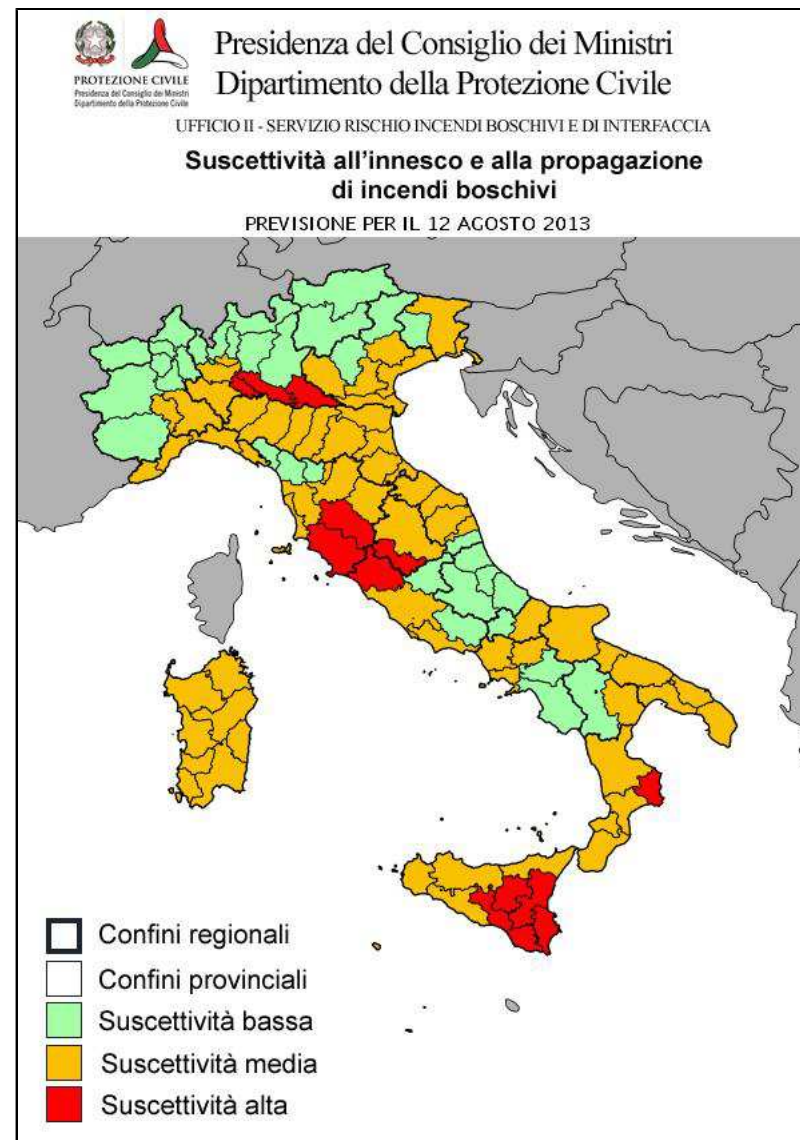 PROTEZIONE CIVILE
Presidenza del Consiglio dei Ministri
Dipartimento della Protezione Civile
Presidenza del Consiglio dei Ministri
Dipartimento della Protezione Civile
UFFICIO II - SERVIZIO RISCHIO INCENDI BOSCHIVI E DI INTERFACCIA
Suscettività all'innesco e alla propagazione
di incendi boschivi
PREVISIONE PER IL 12 AGOSTO 2013
Confini regionali
Confini provinciali
Suscettività bassa
Suscettività media
Suscettività alta